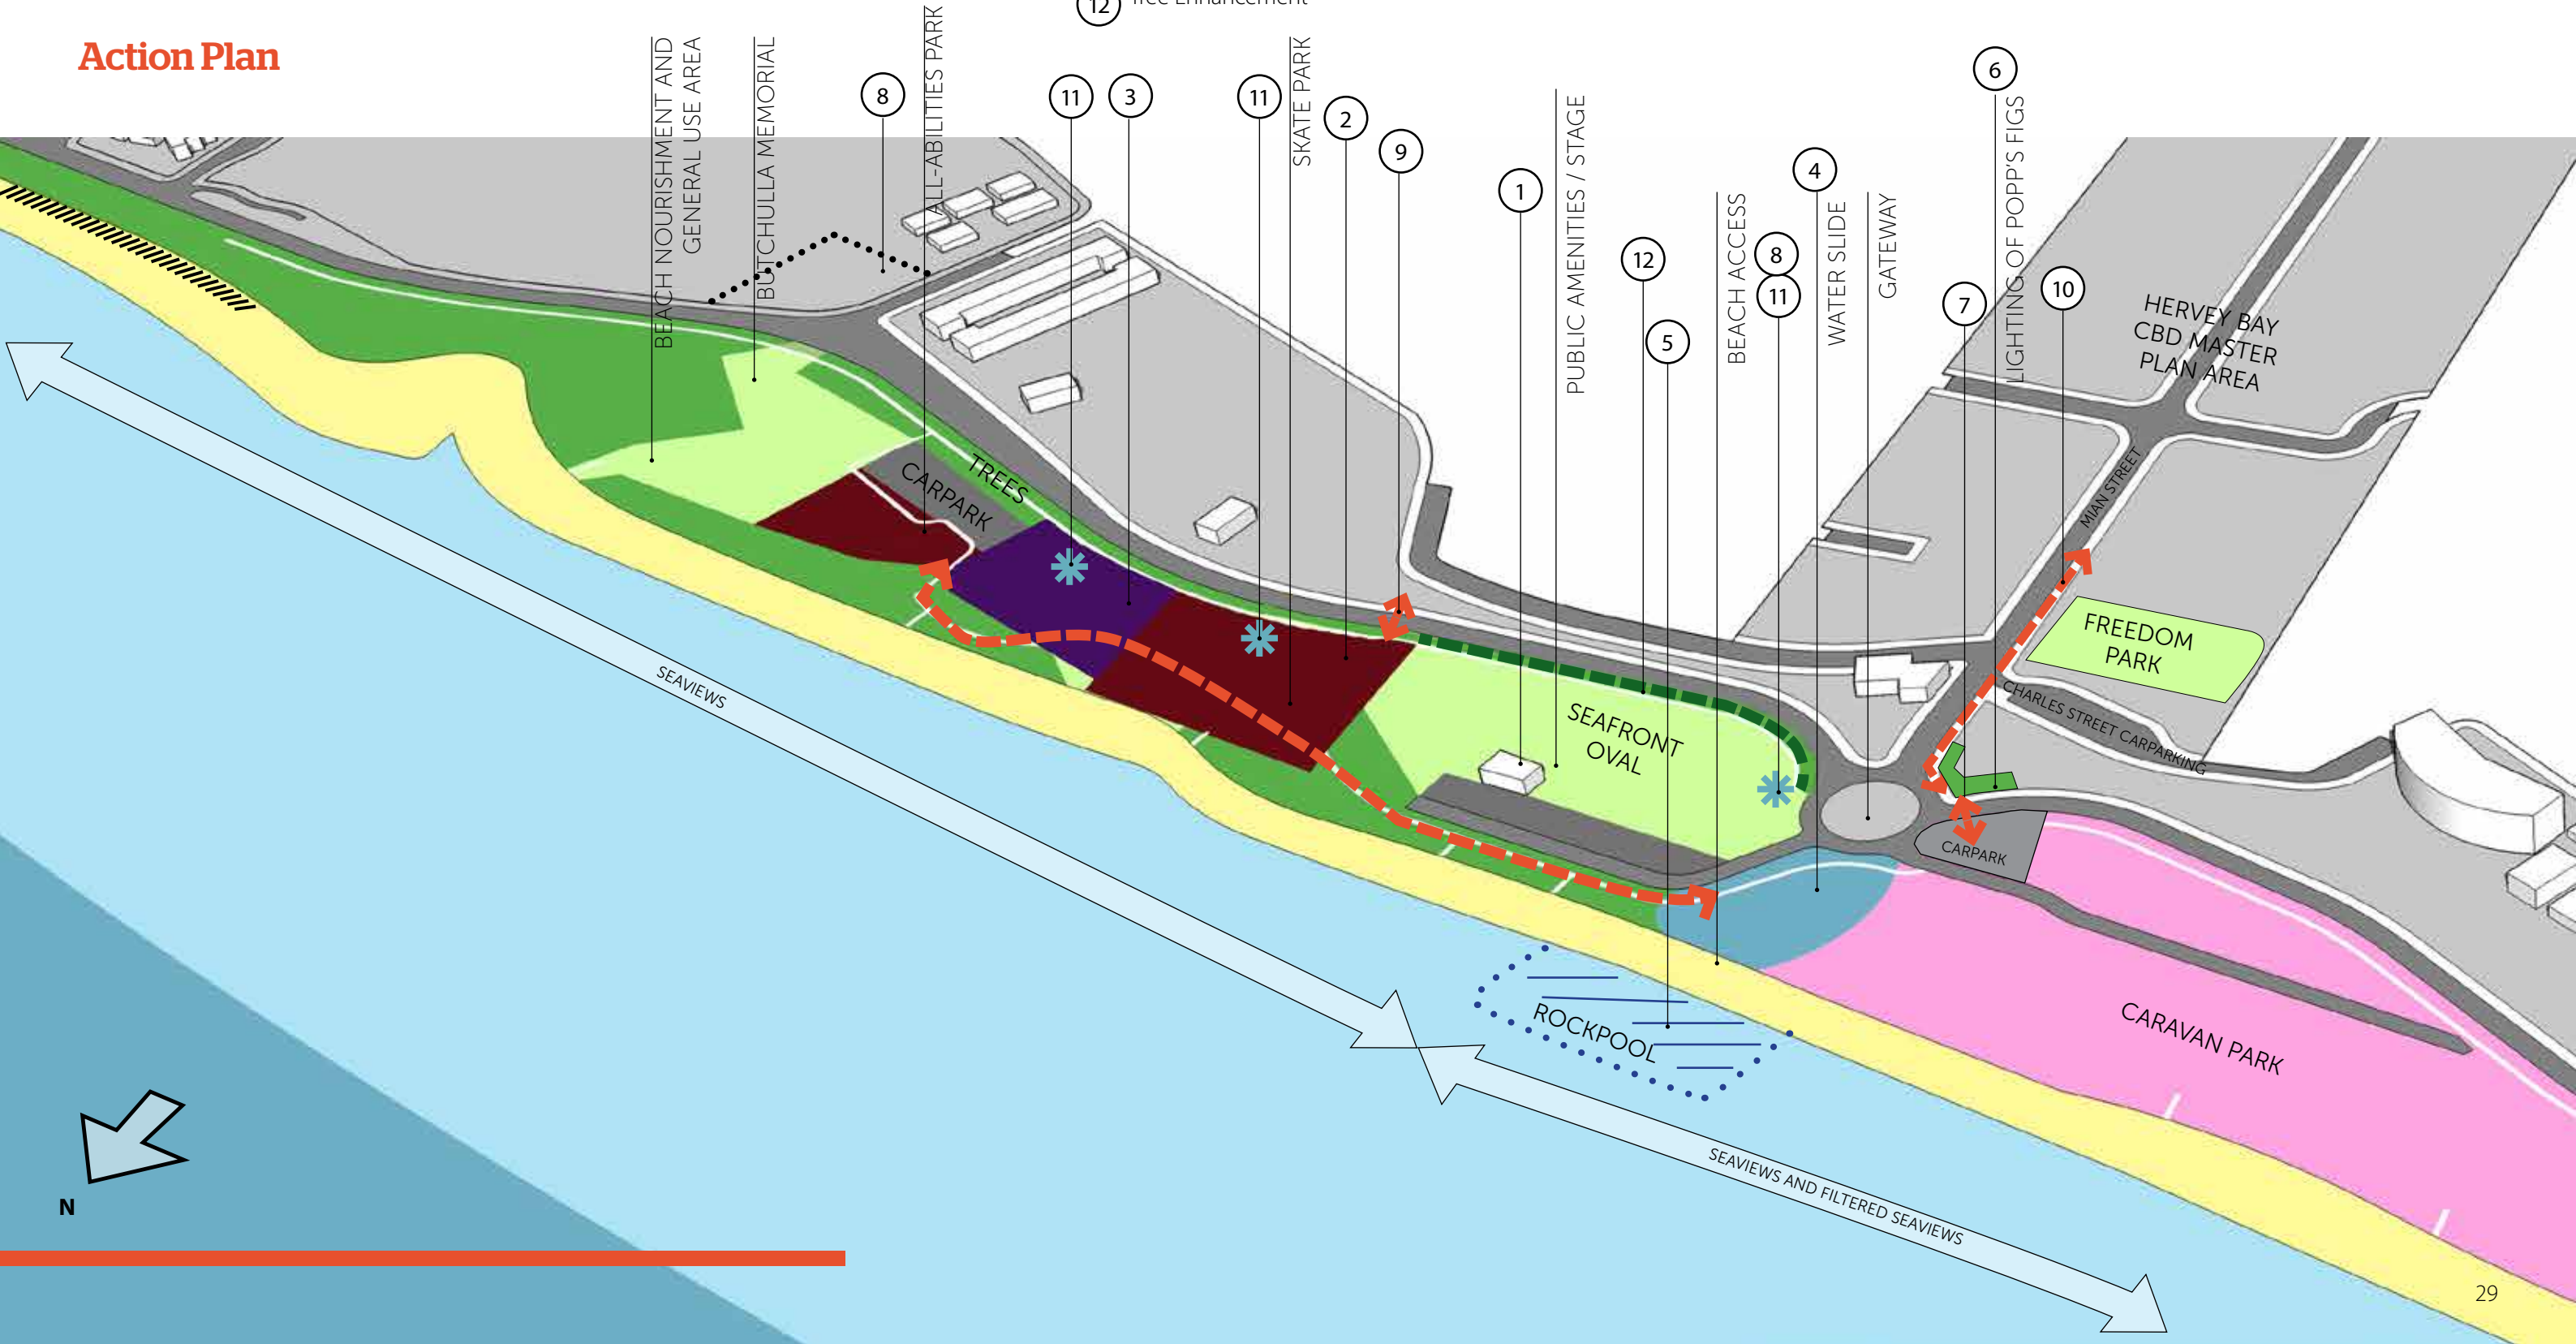 12 Tree Enhancement
Action Plan
BEACH NOURISHMENT AND
GENERAL USE AREA
BUTCHULLA MEMORIAL
8
ALL-ABILITIES PARK
11
3
11
SKATE PARK
2
9
1
PUBLIC AMENITIES / STAGE
12
5
BEACH ACCESS
8
11
4
WATER SLIDE
GATEWAY
7
6
LIGHTING OF POPP'S FIGS
10
HERVEY BAY
CBD MASTER
PLAN AREA
MIAN STREET
TREES
CARPARK
FREEDOM
PARK
CHARLES STREET CARPARKING
SEAFRONT
OVAL
CARPARK
SEAVIEWS
ROCKPOOL
CARAVAN PARK
SEAVIEWS AND FILTERED SEAVIEWS
N
29